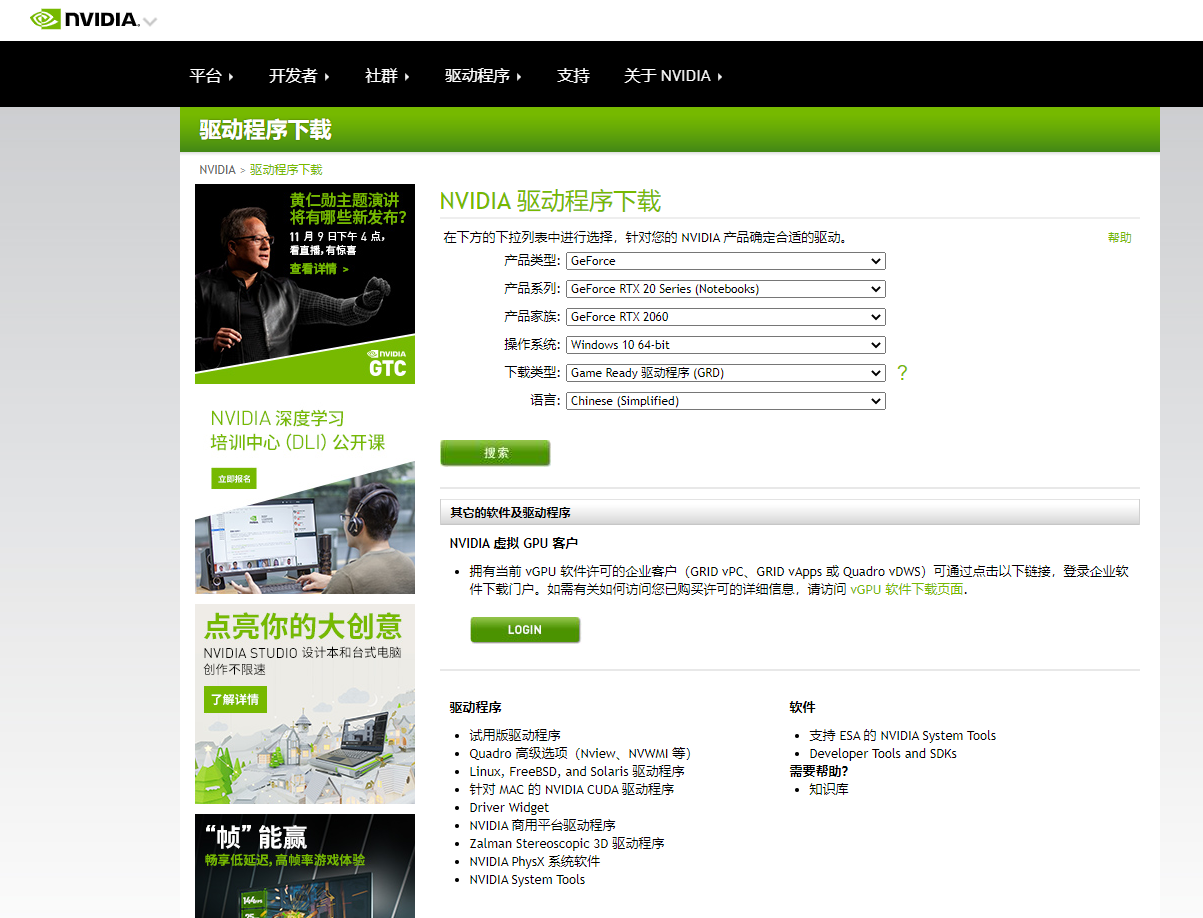 NVIDIA.
平台 开发者 社群 驱动程序 支持 关于 NVIDIA
驱动程序下载
NVIDIA > 驱动程序下载
黄仁勋主题演讲
将有哪些新发布?
11 月 9 日下午 4 点,
看直播, 有惊喜
查看详情 >
NVIDIA
GTC
NVIDIA 深度学习
培训中心 (DLI) 公开课
立即报名
点亮你的大创意
NVIDIA STUDIO 设计本和台式电脑
创作不限速
了解详情
“帧” 能赢
畅享低延迟, 高帧率游戏体验
NVIDIA 驱动程序下载
在下方的下拉列表中进行选择，针对您的 NVIDIA 产品确定合适的驱动。
帮助
产品类型: GeForce
产品系列: GeForce RTX 20 Series (Notebooks)
产品家族: GeForce RTX 2060
操作系统: Windows 10 64-bit
下载类型: Game Ready 驱动程序 (GRD) ?
语言: Chinese (Simplified)
搜索
其它的软件及驱动程序
NVIDIA 虚拟 GPU 客户
• 拥有当前 vGPU 软件许可的企业客户（GRID vPC、GRID vApps 或 Quadro vDWS）可通过点击以下链接，登录企业软
件下载门户。如需有关如何访问您已购买许可的详细信息，请访问 vGPU 软件下载页面.
LOGIN
驱动程序
• 试用版驱动程序
• Quadro 高级选项（Nview、NVWMI 等）
• Linux, FreeBSD, and Solaris 驱动程序
• 针对 MAC 的 NVIDIA CUDA 驱动程序
• Driver Widget
• NVIDIA 商用平台驱动程序
• Zalman Stereoscopic 3D 驱动程序
• NVIDIA PhysX 系统软件
• NVIDIA System Tools
软件
• 支持 ESA 的 NVIDIA System Tools
• Developer Tools and SDKs
需要帮助?
• 知识库